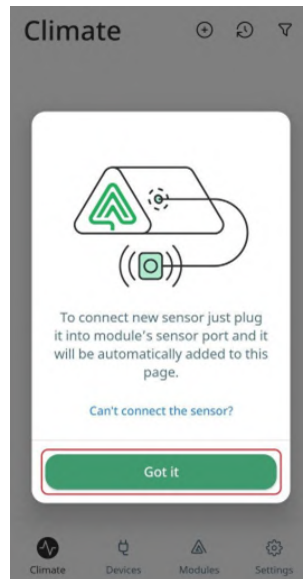 Climate
To connect new sensor just plug
it into module's sensor port and it
will be automatically added to this
page.
Can't connect the sensor?
Got it
Climate Devices Modules Settings